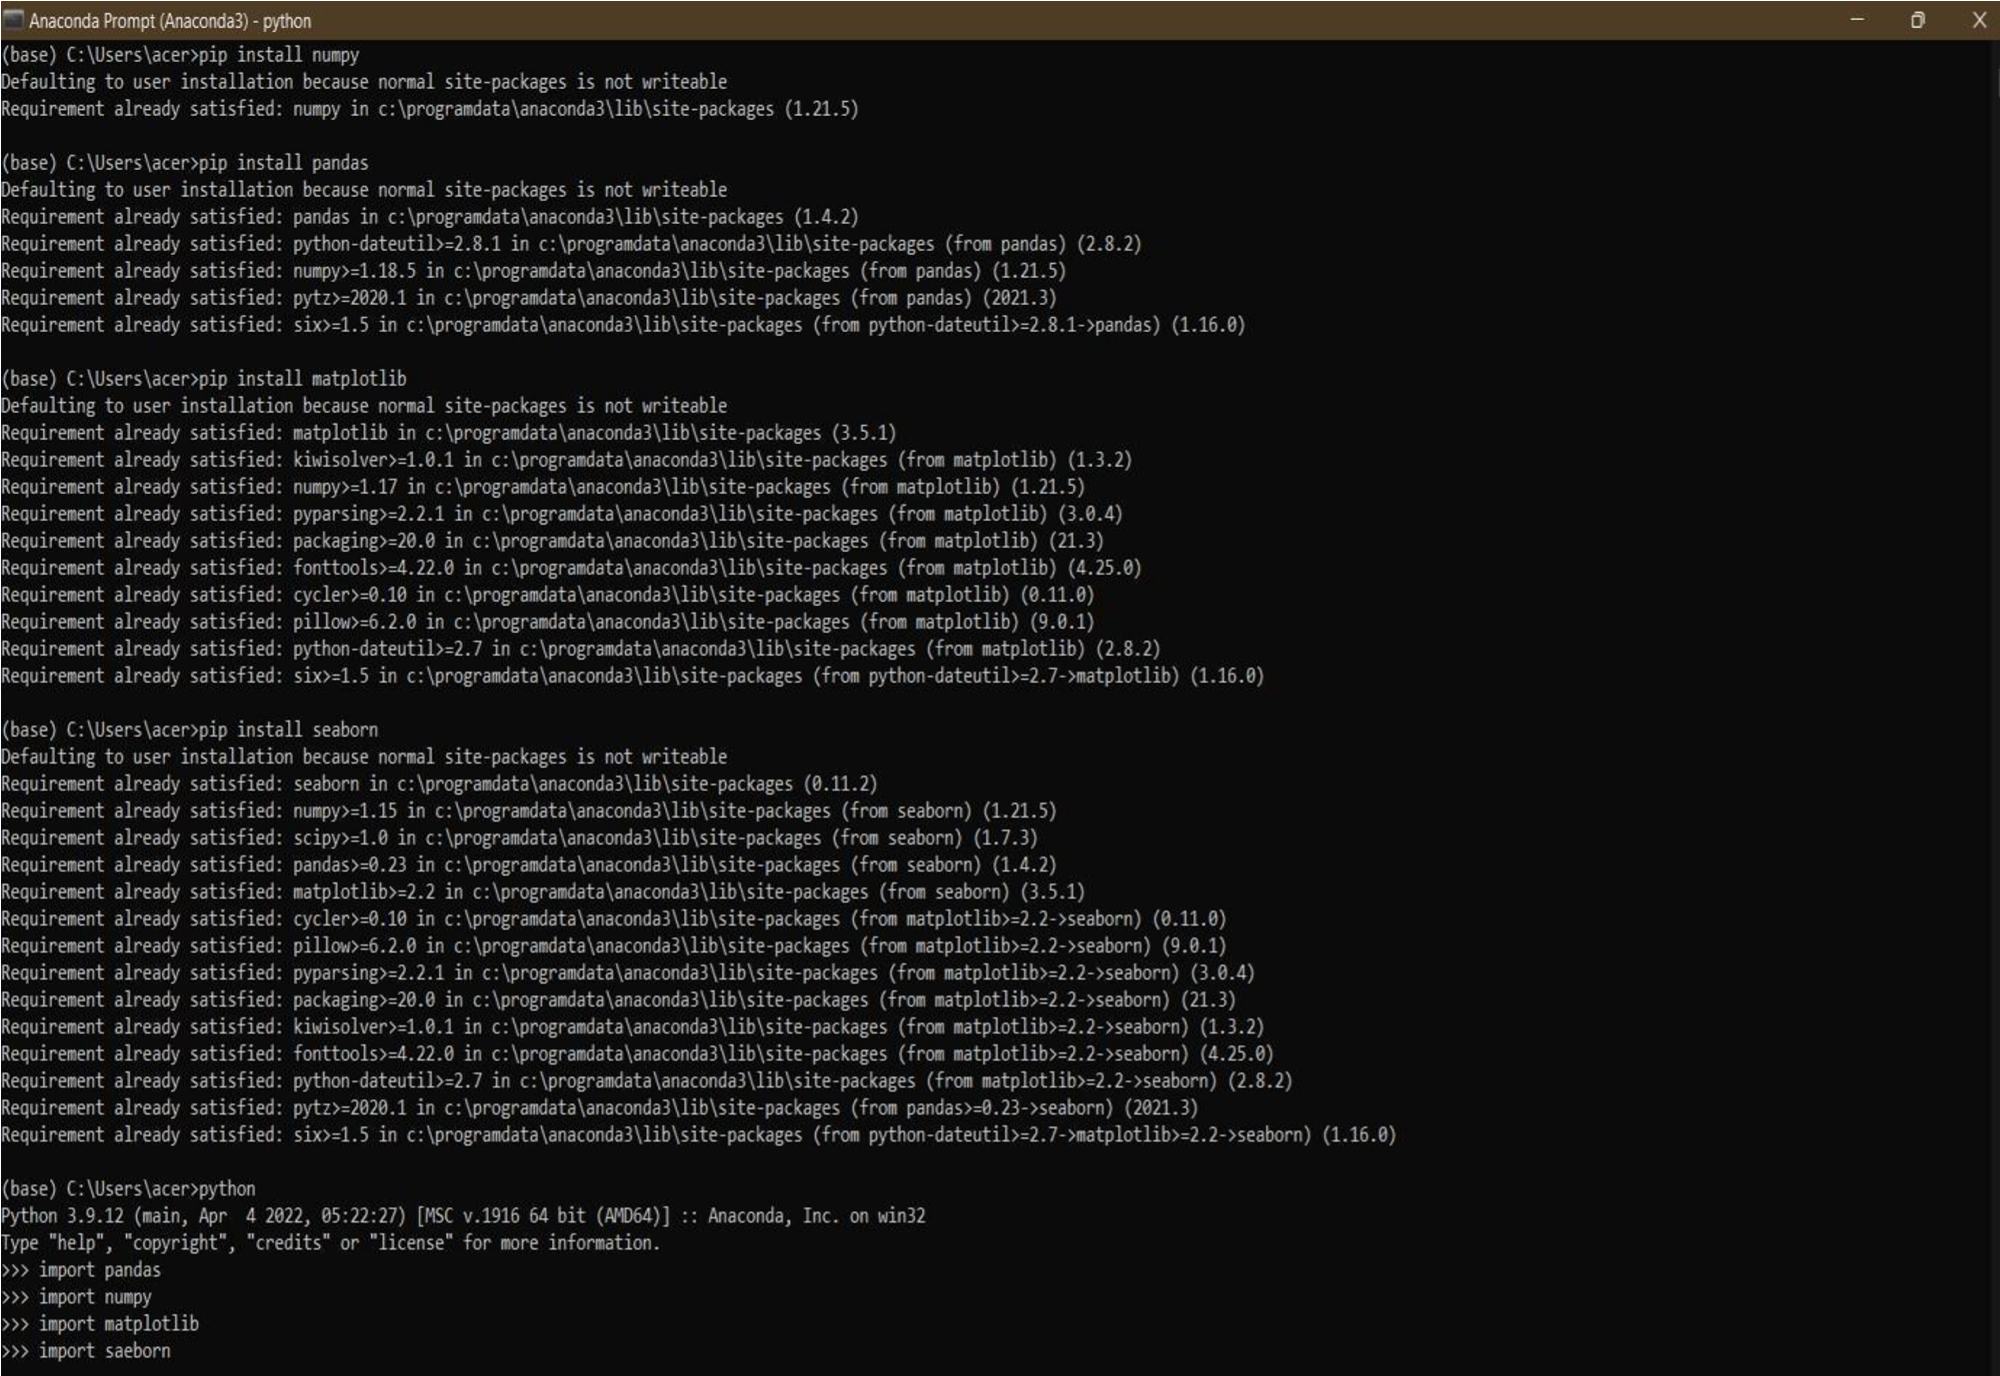 Anaconda Prompt (Anaconda3) - python
(base) C:\Users\acer>pip install numpy
Defaulting to user installation because normal site-packages is not writeable
Requirement already satisfied: numpy in c:\programdata\anaconda3\lib\site-packages (1.21.5)
(base) C:\Users\acer>pip install pandas
Defaulting to user installation because normal site-packages is not writeable
Requirement already satisfied: pandas in c:\programdata\anaconda3\lib\site-packages (1.4.2)
Requirement already satisfied: python-dateutil>=2.8.1 in c:\programdata\anaconda3\lib\site-packages (from pandas) (2.8.2)
Requirement already satisfied: numpy>=1.18.5 in c:\programdata\anaconda3\lib\site-packages (from pandas) (1.21.5)
Requirement already satisfied: pytz>=2020.1 in c:\programdata\anaconda3\lib\site-packages (from pandas) (2021.3)
Requirement already satisfied: six>=1.5 in c:\programdata\anaconda3\lib\site-packages (from python-dateutil>=2.8.1->pandas) (1.16.0)
(base) C:\Users\acer>pip install matplotlib
Defaulting to user installation because normal site-packages is not writeable
Requirement already satisfied: matplotlib in c:\programdata\anaconda3\lib\site-packages (3.5.1)
Requirement already satisfied: kiwisolver>=1.0.1 in c:\programdata\anaconda3\lib\site-packages (from matplotlib) (1.3.2)
Requirement already satisfied: numpy>=1.17 in c:\programdata\anaconda3\lib\site-packages (from matplotlib) (1.21.5)
Requirement already satisfied: pyparsing>=2.2.1 in c:\programdata\anaconda3\lib\site-packages (from matplotlib) (3.0.4)
Requirement already satisfied: packaging>=20.0 in c:\programdata\anaconda3\lib\site-packages (from matplotlib) (21.3)
Requirement already satisfied: fonttools>=4.22.0 in c:\programdata\anaconda3\lib\site-packages (from matplotlib) (4.25.0)
Requirement already satisfied: cycler>=0.10 in c:\programdata\anaconda3\lib\site-packages (from matplotlib) (0.11.0)
Requirement already satisfied: pillow>=6.2.0 in c:\programdata\anaconda3\lib\site-packages (from matplotlib) (9.0.1)
Requirement already satisfied: python-dateutil>=2.7 in c:\programdata\anaconda3\lib\site-packages (from matplotlib) (2.8.2)
Requirement already satisfied: six>=1.5 in c:\programdata\anaconda3\lib\site-packages (from python-dateutil>=2.7->matplotlib) (1.16.0)
(base) C:\Users\acer>pip install seaborn
Defaulting to user installation because normal site-packages is not writeable
Requirement already satisfied: seaborn in c:\programdata\anaconda3\lib\site-packages (0.11.2)
Requirement already satisfied: numpy>=1.15 in c:\programdata\anaconda3\lib\site-packages (from seaborn) (1.21.5)
Requirement already satisfied: scipy>=1.0 in c:\programdata\anaconda3\lib\site-packages (from seaborn) (1.7.3)
Requirement already satisfied: pandas>=0.23 in c:\programdata\anaconda3\lib\site-packages (from seaborn) (1.4.2)
Requirement already satisfied: matplotlib>=2.2 in c:\programdata\anaconda3\lib\site-packages (from seaborn) (3.5.1)
Requirement already satisfied: cycler>=0.10 in c:\programdata\anaconda3\lib\site-packages (from matplotlib>=2.2->seaborn) (0.11.0)
Requirement already satisfied: pillow>=6.2.0 in c:\programdata\anaconda3\lib\site-packages (from matplotlib>=2.2->seaborn) (9.0.1)
Requirement already satisfied: pyparsing>=2.2.1 in c:\programdata\anaconda3\lib\site-packages (from matplotlib>=2.2->seaborn) (3.0.4)
Requirement already satisfied: packaging>=20.0 in c:\programdata\anaconda3\lib\site-packages (from matplotlib>=2.2->seaborn) (21.3)
Requirement already satisfied: kiwisolver>=1.0.1 in c:\programdata\anaconda3\lib\site-packages (from matplotlib>=2.2->seaborn) (1.3.2)
Requirement already satisfied: fonttools>=4.22.0 in c:\programdata\anaconda3\lib\site-packages (from matplotlib>=2.2->seaborn) (4.25.0)
Requirement already satisfied: python-dateutil>=2.7 in c:\programdata\anaconda3\lib\site-packages (from matplotlib>=2.2->seaborn) (2.8.2)
Requirement already satisfied: pytz>=2020.1 in c:\programdata\anaconda3\lib\site-packages (from pandas>=0.23->seaborn) (2021.3)
Requirement already satisfied: six>=1.5 in c:\programdata\anaconda3\lib\site-packages (from python-dateutil>=2.7->matplotlib>=2.2->seaborn) (1.16.0)
(base) C:\Users\acer>python
Python 3.9.12 (main, Apr  4 2022, 05:22:27) [MSC v.1916 64 bit (AMD64)] :: Anaconda, Inc. on win32
Type "help", "copyright", "credits" or "license" for more information.
>>> import pandas
>>> import numpy
>>> import matplotlib
>>> import saeborn